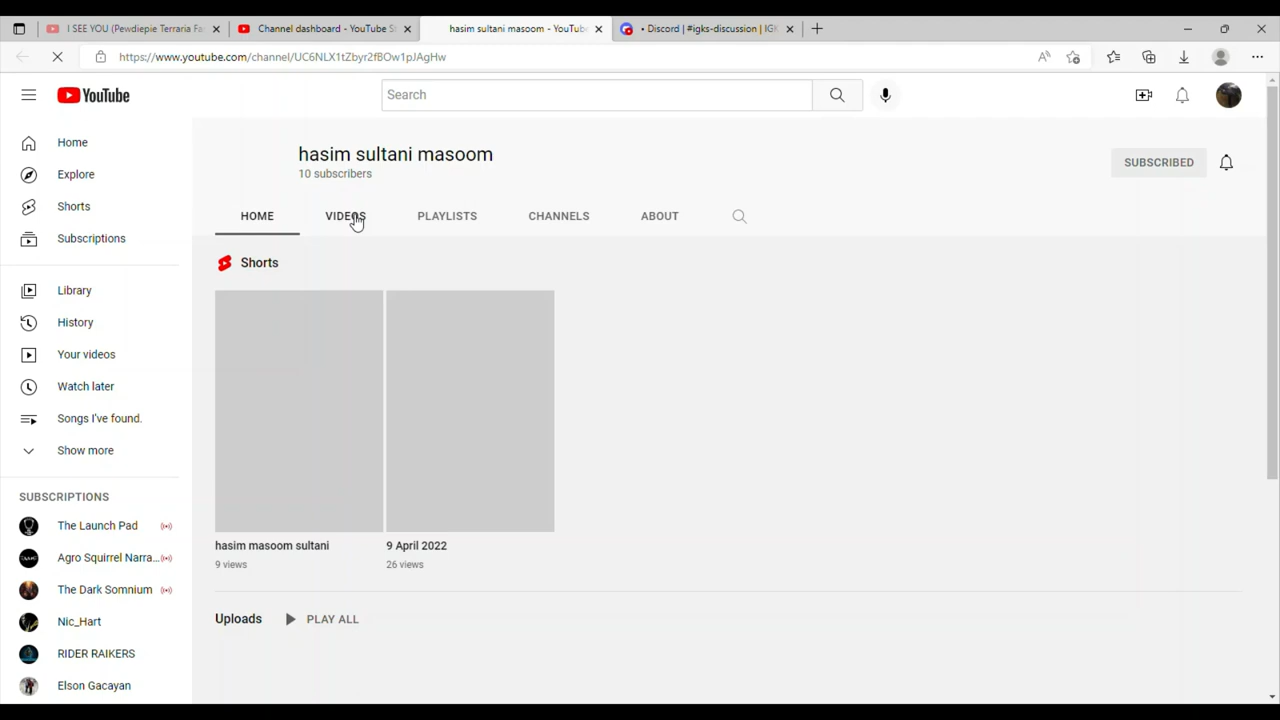 I SEE YOU (Pewdiepie Terraria Fa
Channel dashboard - YouTube St
hasim sultani masoom - YouTube
• Discord | #igks-discussion | IGK
https://www.youtube.com/channel/UC6NLX1tZbyr2fBOw1pJAgHw
YouTube
Search
Home
Explore
Shorts
Subscriptions
Library
History
Your videos
Watch later
Songs I've found.
Show more
SUBSCRIPTIONS
The Launch Pad
Agro Squirrel Narra...
The Dark Somnium
Nic_Hart
RIDER RAIKERS
Elson Gacayan
hasim sultani masoom
10 subscribers
SUBSCRIBED
HOME
VIDEOS
PLAYLISTS
CHANNELS
ABOUT
Shorts
hasim masoom sultani
9 views
9 April 2022
26 views
Uploads
PLAY ALL